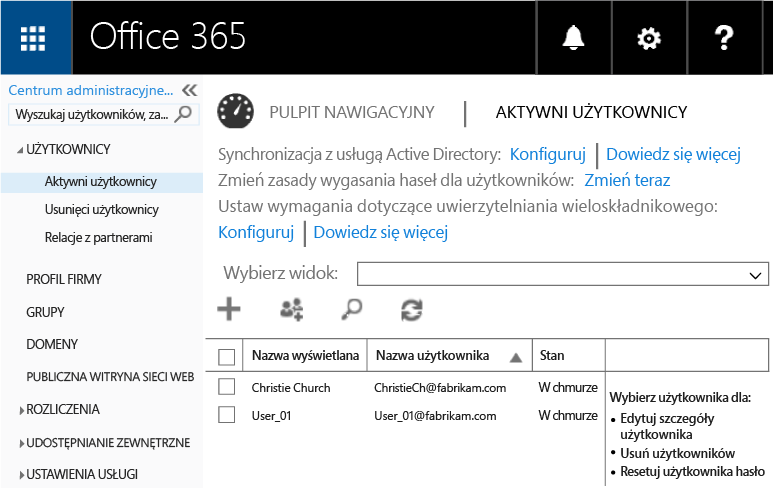 Office 365
?
Centrum administracyjne...
Wyszukaj użytkowników, za...
UŻYTKOWNICY
Aktywni użytkownicy
Usunięci użytkownicy
Relacje z partnerami
PROFIL FIRMY
GRUPY
DOMENY
PUBLICZNA WITRYNA SIECI WEB
ROZLICZENIA
UDOSTĘPNIANIE ZEWNĘTRZNE
USTAWIENIA USŁUGI
PULPIT NAWIGACYJNY | AKTYWNI UŻYTKOWNICY
Synchronizacja z usługą Active Directory: Konfiguruj | Dowiedz się więcej
Zmień zasady wygasania haseł dla użytkowników: Zmień teraz
Ustaw wymagania dotyczące uwierzytelniania wieloskładnikowego:
Konfiguruj | Dowiedz się więcej
Wybierz widok:
Nazwa wyświetlana Nazwa użytkownika Stan
Christie Church ChristieCh@fabrikam.com W chmurze
User_01 User_01@fabrikam.com W chmurze
Wybierz użytkownika dla:
• Edytuj szczegóły
użytkownika
• Usuń użytkowników
• Resetuj użytkownika hasło